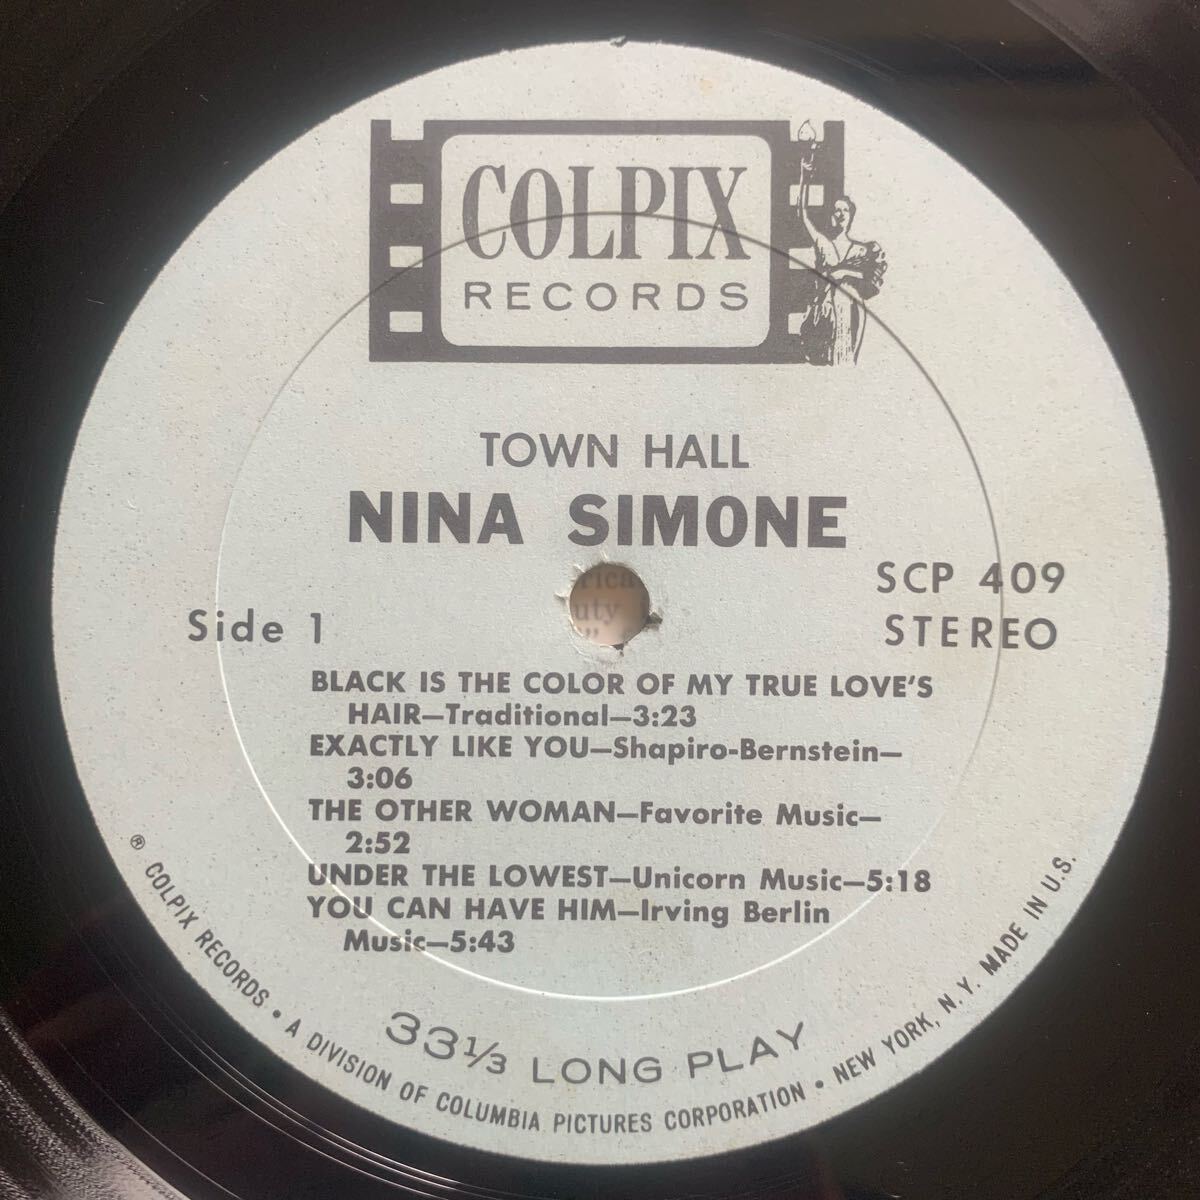 COLPIX
RECORDS
TOWN HALL
NINA SIMONE
SCP 409
Side 1
STEREO
BLACK IS THE COLOR OF MY TRUE LOVE'S
HAIR—Traditional—3:23
EXACTLY LIKE YOU—Shapiro-Bernstein—
3:06
THE OTHER WOMAN—Favorite Music—
2:52
UNDER THE LOWEST—Unicorn Music—5:18
YOU CAN HAVE HIM—Irving Berlin
Music—5:43
33⅓ LONG PLAY
® COLPIX RECORDS • A DIVISION OF COLUMBIA PICTURES CORPORATION • NEW YORK, N.Y. MADE IN U.S.